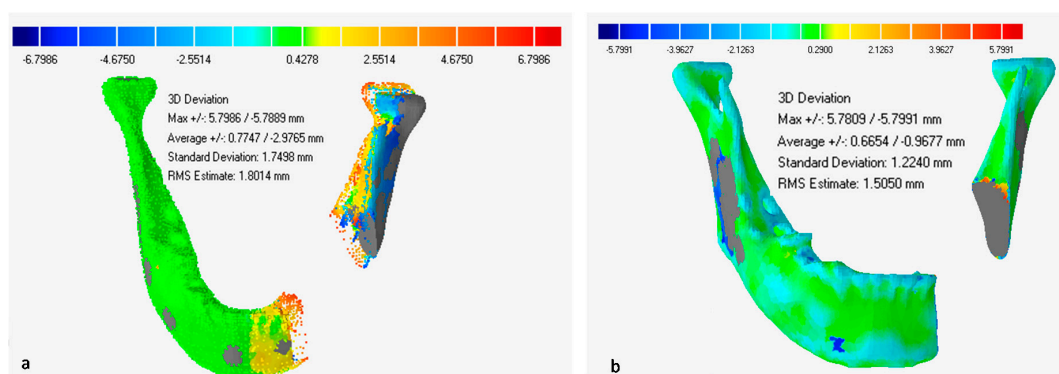 -6.7986 -4.6750 -2.5514 0.4278 2.5514 4.6750 6.7986
3D Deviation
Max +/-: 5.7986 / -5.7889 mm
Average +/-: 0.7747 / -2.9765 mm
Standard Deviation: 1.7498 mm
RMS Estimate: 1.8014 mm
a
-5.7991 -3.9627 -2.1263 0.2900 2.1263 3.9627 5.7991
3D Deviation
Max +/-: 5.7809 / -5.7991 mm
Average +/-: 0.6654 / -0.9677 mm
Standard Deviation: 1.2240 mm
RMS Estimate: 1.5050 mm
b